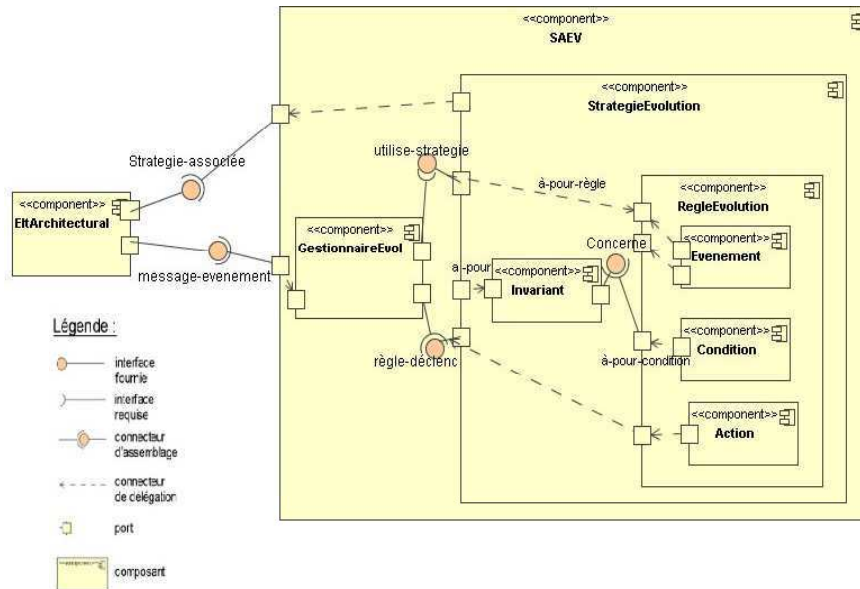 <<component>>
SAEV
<<component>>
StrategieEvolution
Strategie-associée
utilise-strategie
à-pour-règle
<<component>>
RegleEvolution
<<component>>
EltArchitectural
<<component>>
GestionnaireEvol
message-evenement
<<component>>
Evenement
Concerne
a -pour
<<component>>
Invariant
<<component>>
Condition
à-pour-condition
règle-déclenc
<<component>>
Action
Légende :
interface
fournie
interface
requise
connecteur
d'assemblage
connecteur
de délégation
port
composant